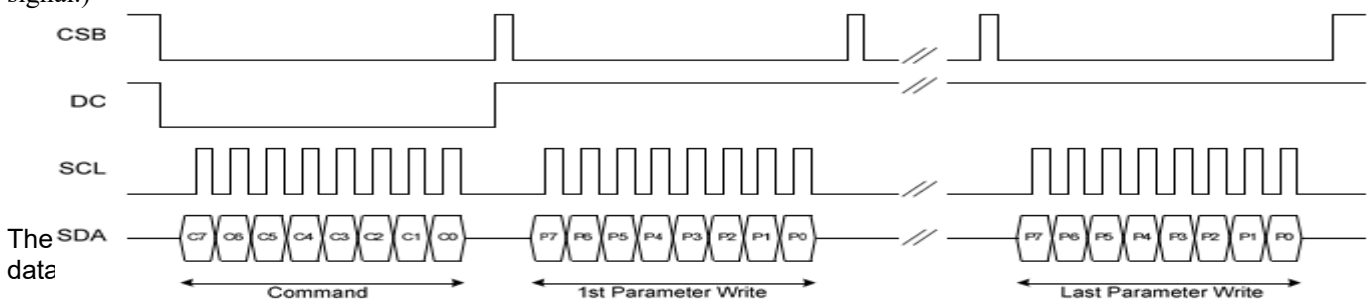 signal.)
CSB
DC
SCL
The SDA C7 C6 C5 C4 C3 C2 C1 C0 P7 P6 P5 P4 P3 P2 P1 P0 P7 P6 P5 P4 P3 P2 P1 P0
data
Command 1st Parameter Write Last Parameter Write